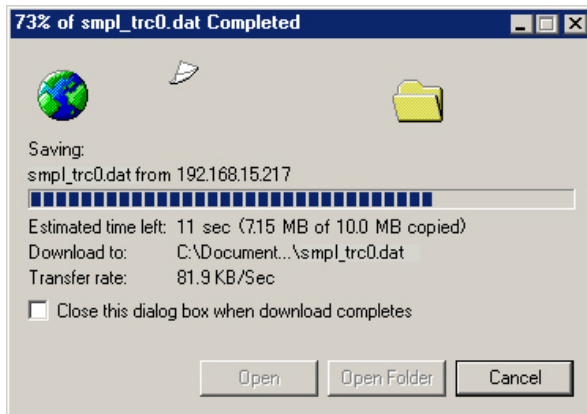 73% of smpl_trc0.dat Completed
Saving:
smpl_trc0.dat from 192.168.15.217
Estimated time left: 11 sec (7.15 MB of 10.0 MB copied)
Download to: C:\Document...\smpl_trc0.dat
Transfer rate: 81.9 KB/Sec
Close this dialog box when download completes
Open Open Folder Cancel